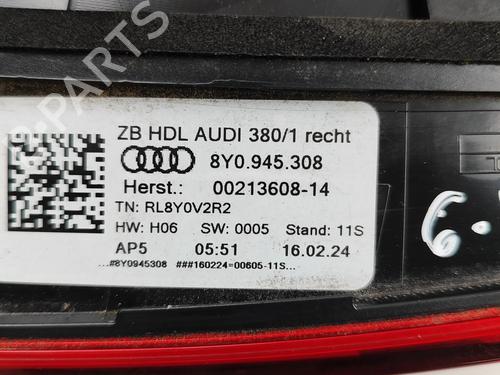 ZB HDL AUDI 380/1 recht
8Y0.945.308
Herst.: 00213608-14
TN: RL8Y0V2R2
HW: H06 SW: 0005 Stand: 11S
AP5 05:51 16.02.24
...#8Y0945308 ###160224=00605-11S...
B-PARTS